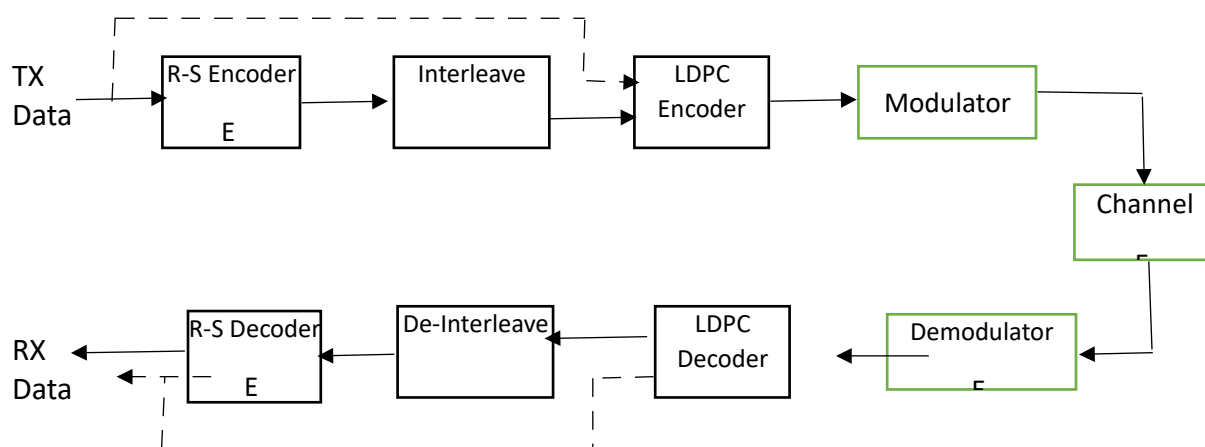 TX
Data
R-S Encoder
E
Interleave
LDPC
Encoder
Modulator
Channel
RX
Data
R-S Decoder
E
De-Interleave
LDPC
Decoder
Demodulator